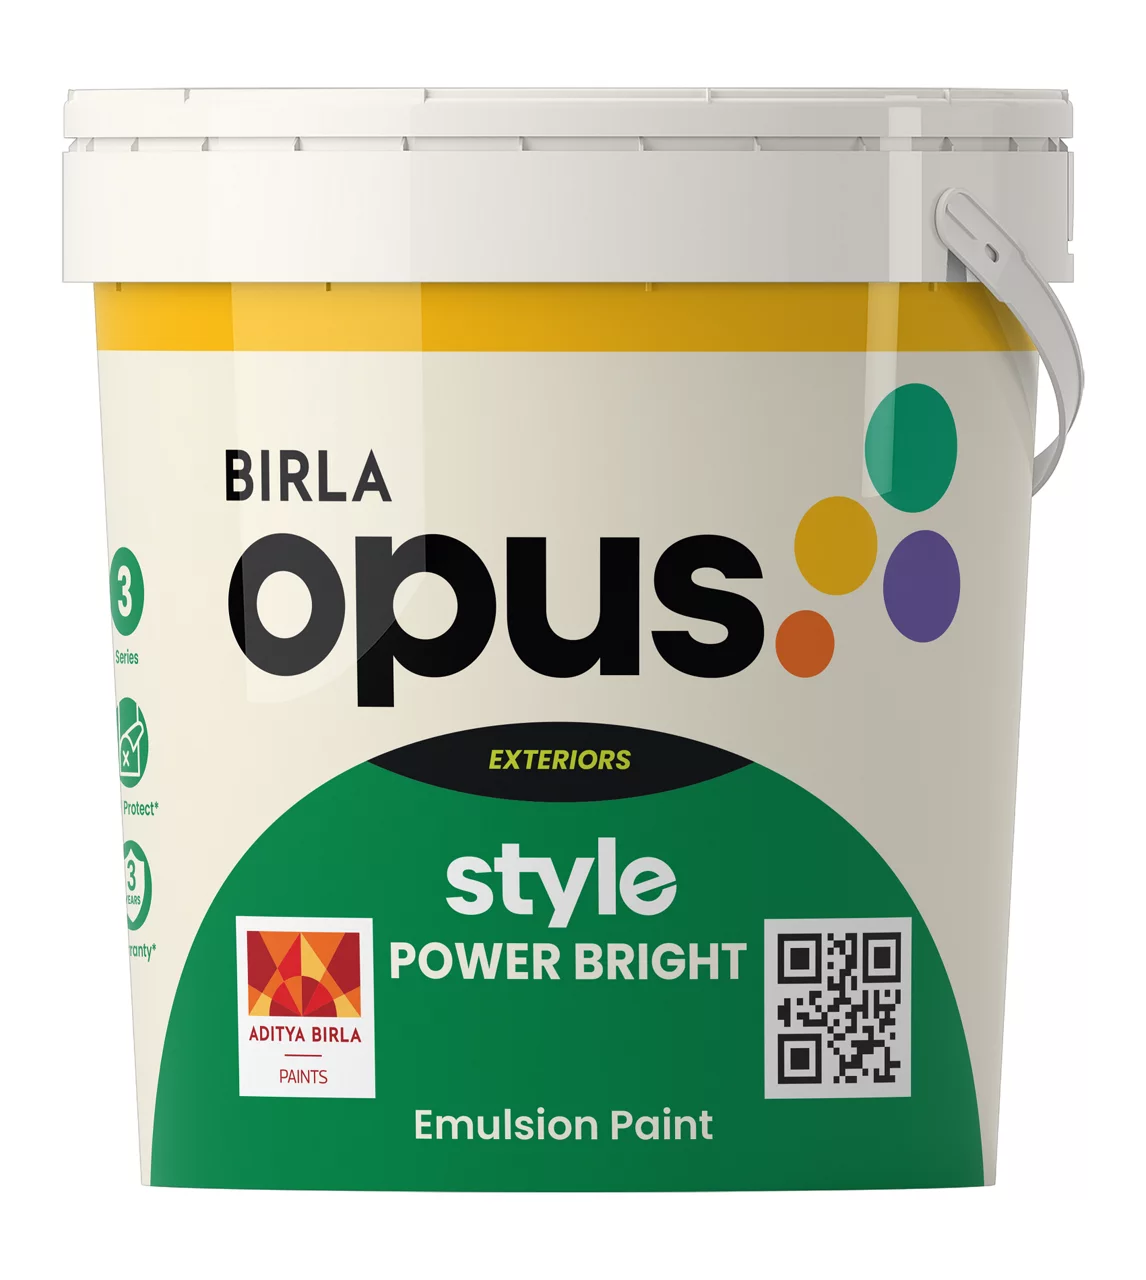 BIRLA
opus.
3
Series
Protect*
3
EXTERIORS
style
POWER BRIGHT
ADITYA BIRLA
PAINTS
Emulsion Paint